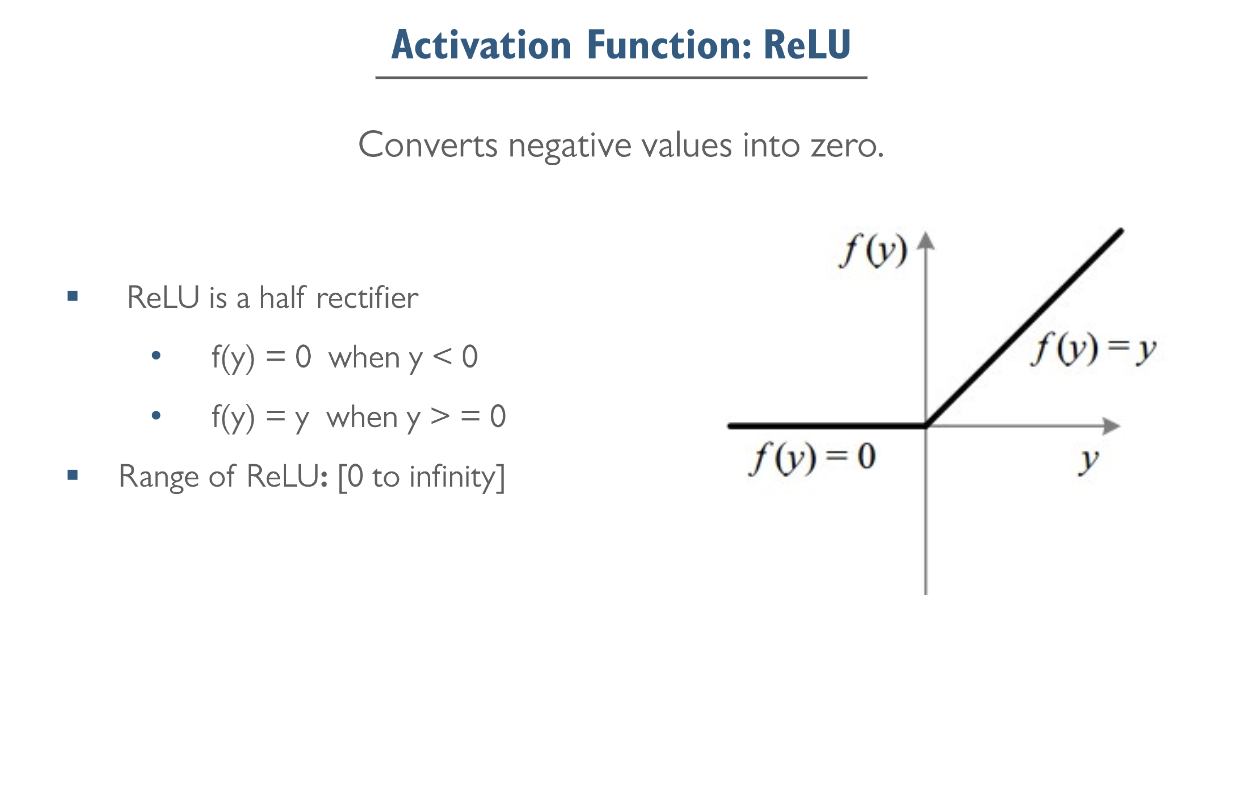 Activation Function: ReLU
Converts negative values into zero.
▪ ReLU is a half rectifier
• f(y) = 0 when y < 0
• f(y) = y when y > = 0
▪ Range of ReLU: [0 to infinity]
f(y)
f(y) = y
f(y) = 0
y